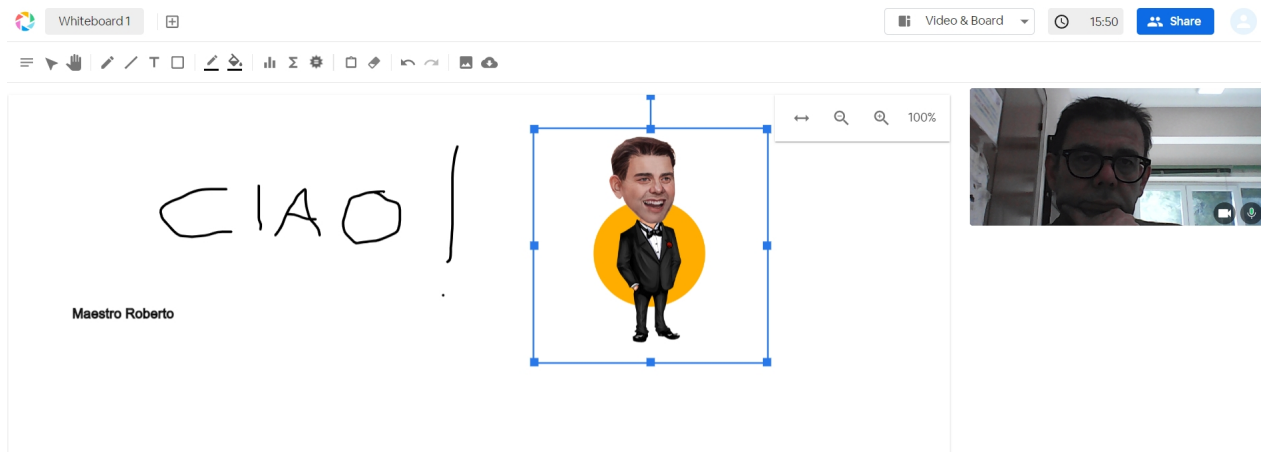 Whiteboard 1
Video & Board
15:50
Share
T
Σ
100%
CIAO!
Maestro Roberto